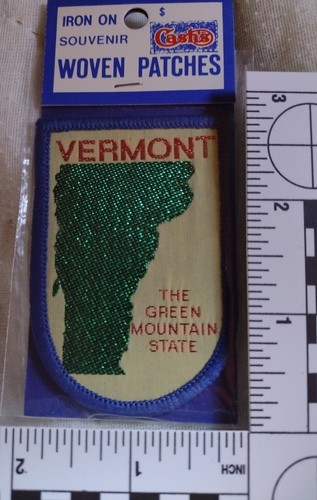 IRON ON $
SOUVENIR Cash's
WOVEN PATCHES
VERMONT
THE
GREEN
MOUNTAIN
STATE
3
2
1
2 1 INCH